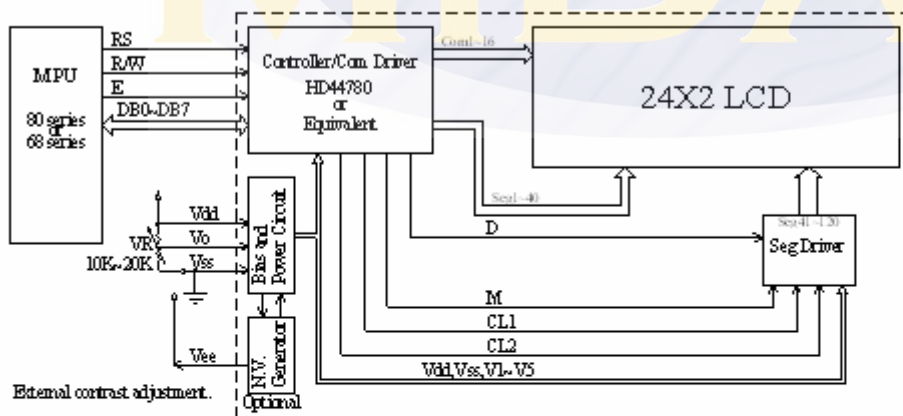 MPU
80 series
or
68 series
RS
R/W
E
DB0~DB7
Controller/Com Driver
HD44780
or
Equivalent
Com1~16
24X2 LCD
Seg1~40
D
Seg41~120
Seg Driver
Vdd
Vo
VR
10K~20K
Vss
Bias and
Power Circuit
M
CL1
CL2
Vdd,Vss,V1~V5
Vee
N.V.
Generator
Optional
External contrast adjustment.